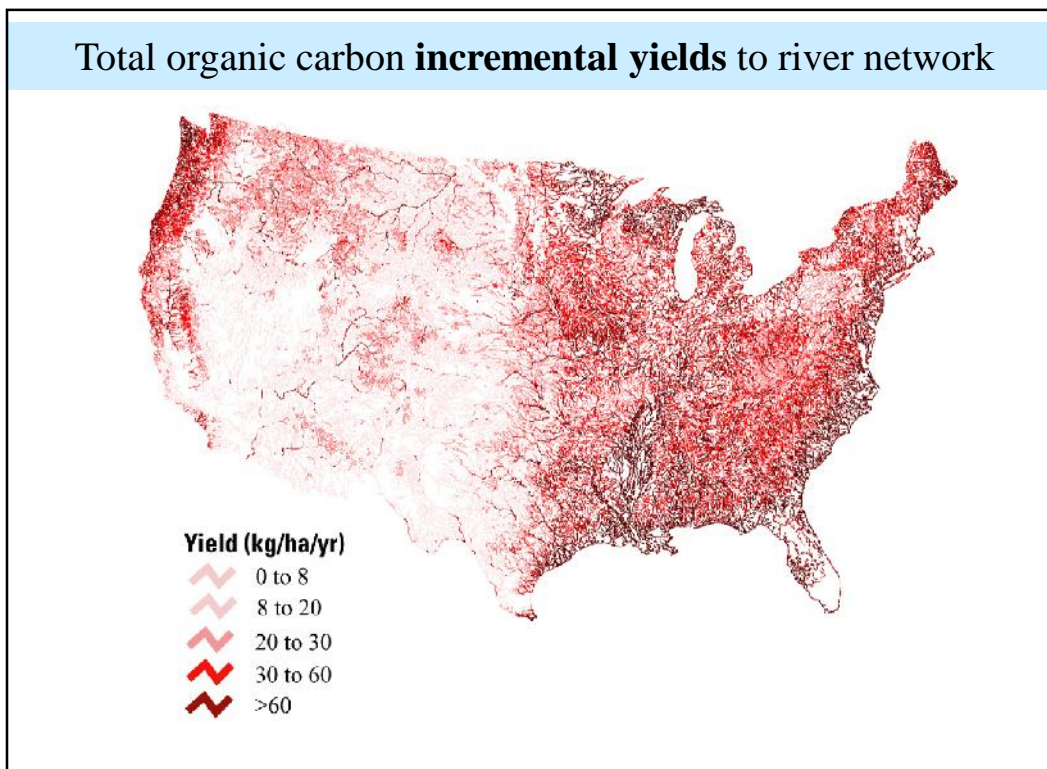 Total organic carbon incremental yields to river network
Yield (kg/ha/yr)
0 to 8
8 to 20
20 to 30
30 to 60
>60